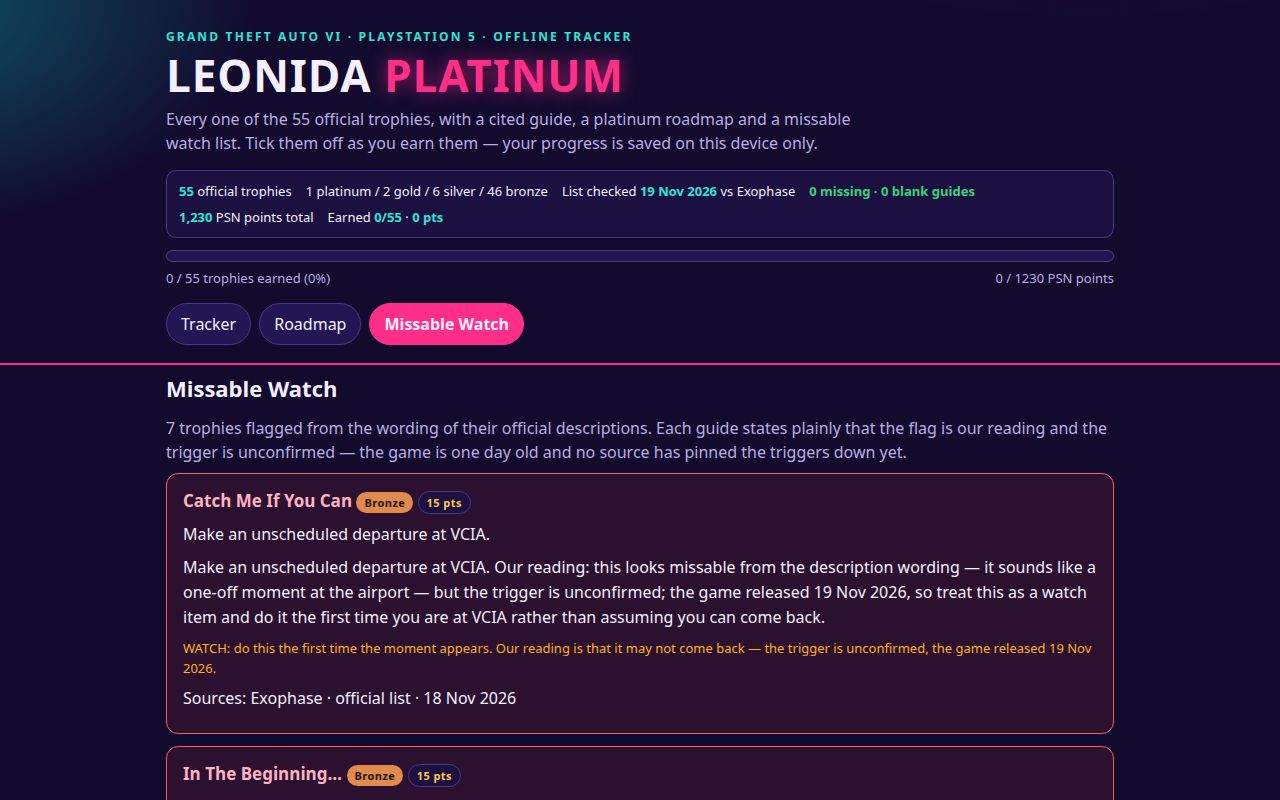 GRAND THEFT AUTO VI · PLAYSTATION 5 · OFFLINE TRACKER
LEONIDA PLATINUM
Every one of the 55 official trophies, with a cited guide, a platinum roadmap and a missable
watch list. Tick them off as you earn them — your progress is saved on this device only.
55 official trophies 1 platinum / 2 gold / 6 silver / 46 bronze List checked 19 Nov 2026 vs Exophase 0 missing · 0 blank guides
1,230 PSN points total Earned 0/55 · 0 pts
0 / 55 trophies earned (0%) 0 / 1230 PSN points
Tracker Roadmap Missable Watch
Missable Watch
7 trophies flagged from the wording of their official descriptions. Each guide states plainly that the flag is our reading and the
trigger is unconfirmed — the game is one day old and no source has pinned the triggers down yet.
Catch Me If You Can Bronze 15 pts
Make an unscheduled departure at VCIA.
Make an unscheduled departure at VCIA. Our reading: this looks missable from the description wording — it sounds like a
one-off moment at the airport — but the trigger is unconfirmed; the game released 19 Nov 2026, so treat this as a watch
item and do it the first time you are at VCIA rather than assuming you can come back.
WATCH: do this the first time the moment appears. Our reading is that it may not come back — the trigger is unconfirmed, the game released 19 Nov
2026.
Sources: Exophase · official list · 18 Nov 2026
In The Beginning... Bronze 15 pts